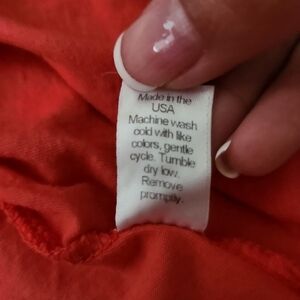 Made in the
USA
Machine wash
cold with like
colors, gentle
cycle. Tumble
dry low.
Remove
promptly.